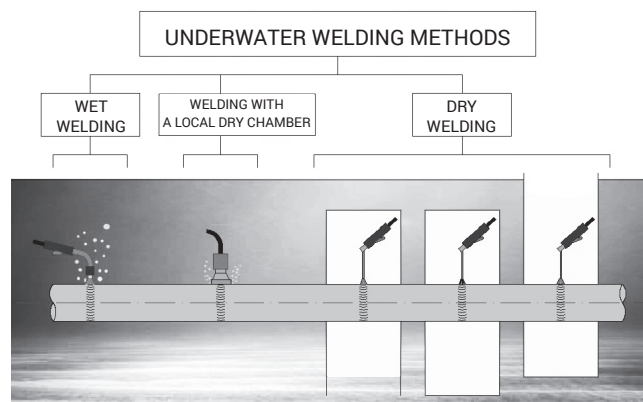 UNDERWATER WELDING METHODS
WET
WELDING
WELDING WITH
A LOCAL DRY CHAMBER
DRY
WELDING